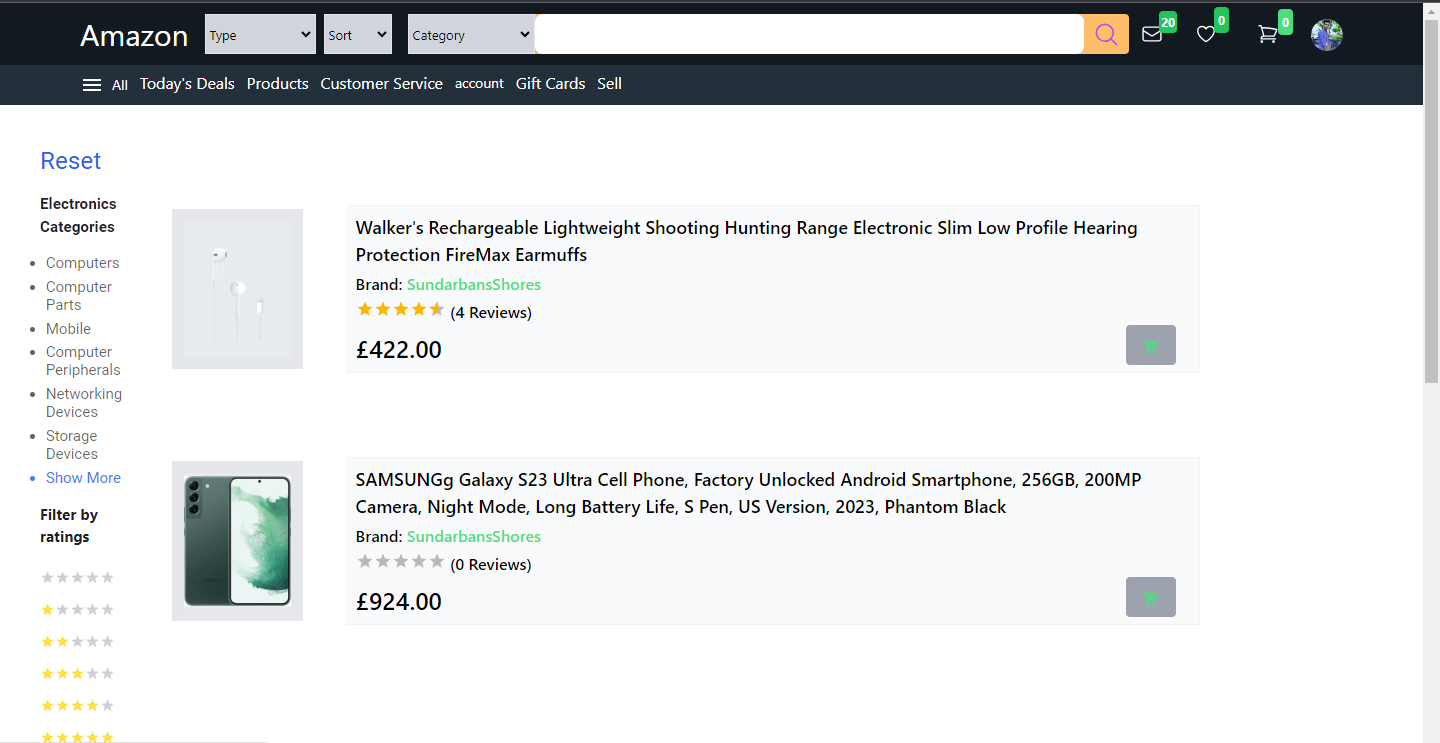 Amazon
Type
Sort
Category
20
0
0
All Today's Deals Products Customer Service account Gift Cards Sell
Reset
Electronics
Categories
Computers
Computer
Parts
Mobile
Computer
Peripherals
Networking
Devices
Storage
Devices
Show More
Filter by
ratings
Walker's Rechargeable Lightweight Shooting Hunting Range Electronic Slim Low Profile Hearing
Protection FireMax Earmuffs
Brand: SundarbansShores
(4 Reviews)
£422.00
SAMSUNGg Galaxy S23 Ultra Cell Phone, Factory Unlocked Android Smartphone, 256GB, 200MP
Camera, Night Mode, Long Battery Life, S Pen, US Version, 2023, Phantom Black
Brand: SundarbansShores
(0 Reviews)
£924.00